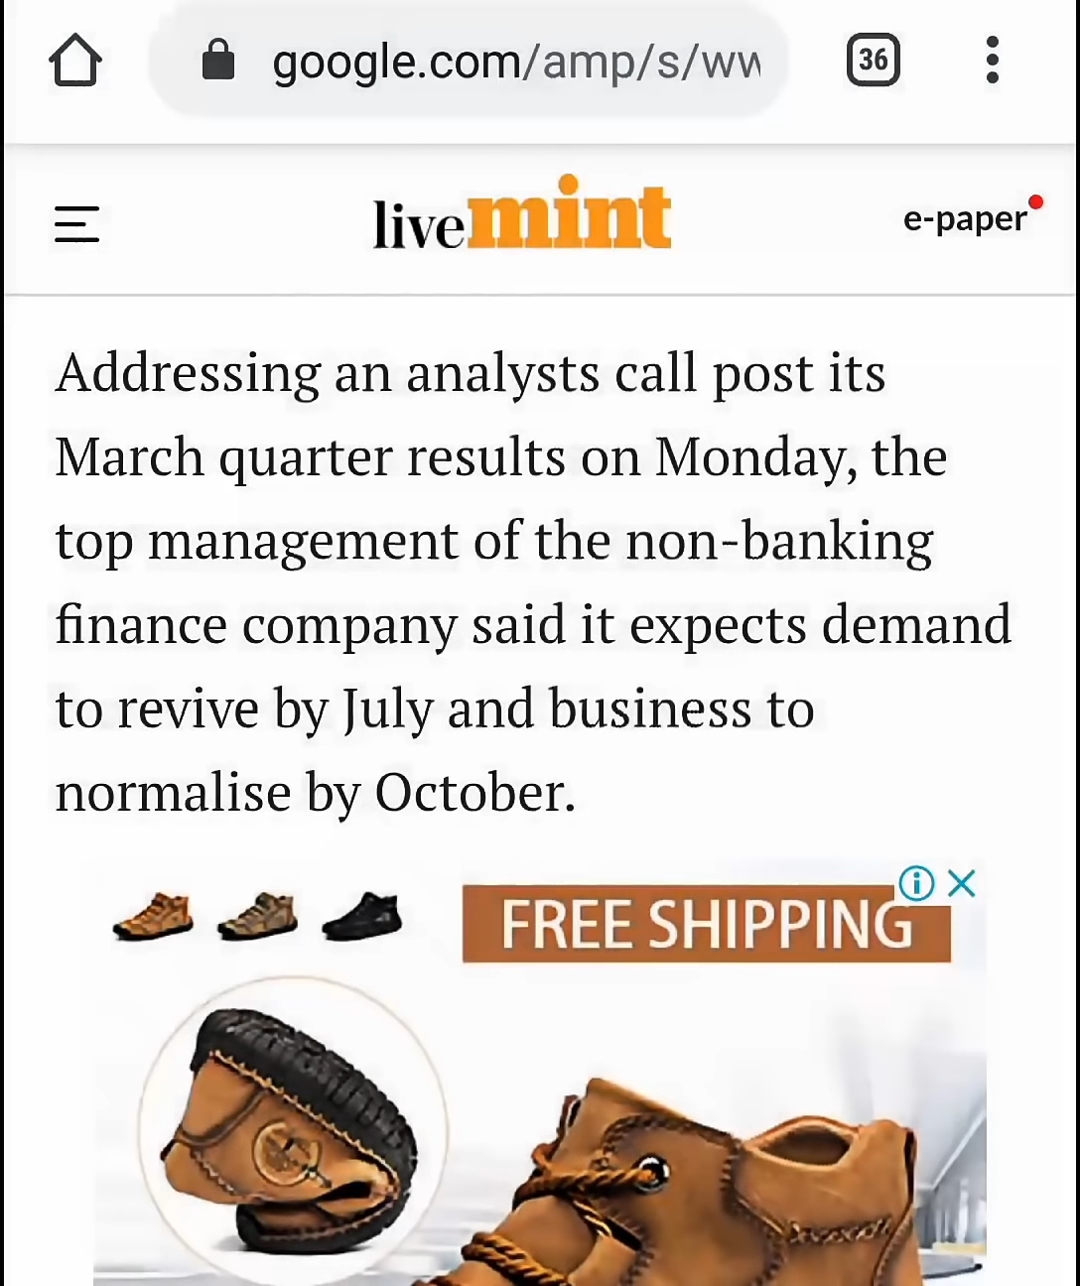 google.com/amp/s/ww
36
livemint
e-paper
Addressing an analysts call post its
March quarter results on Monday, the
top management of the non-banking
finance company said it expects demand
to revive by July and business to
normalise by October.
FREE SHIPPING